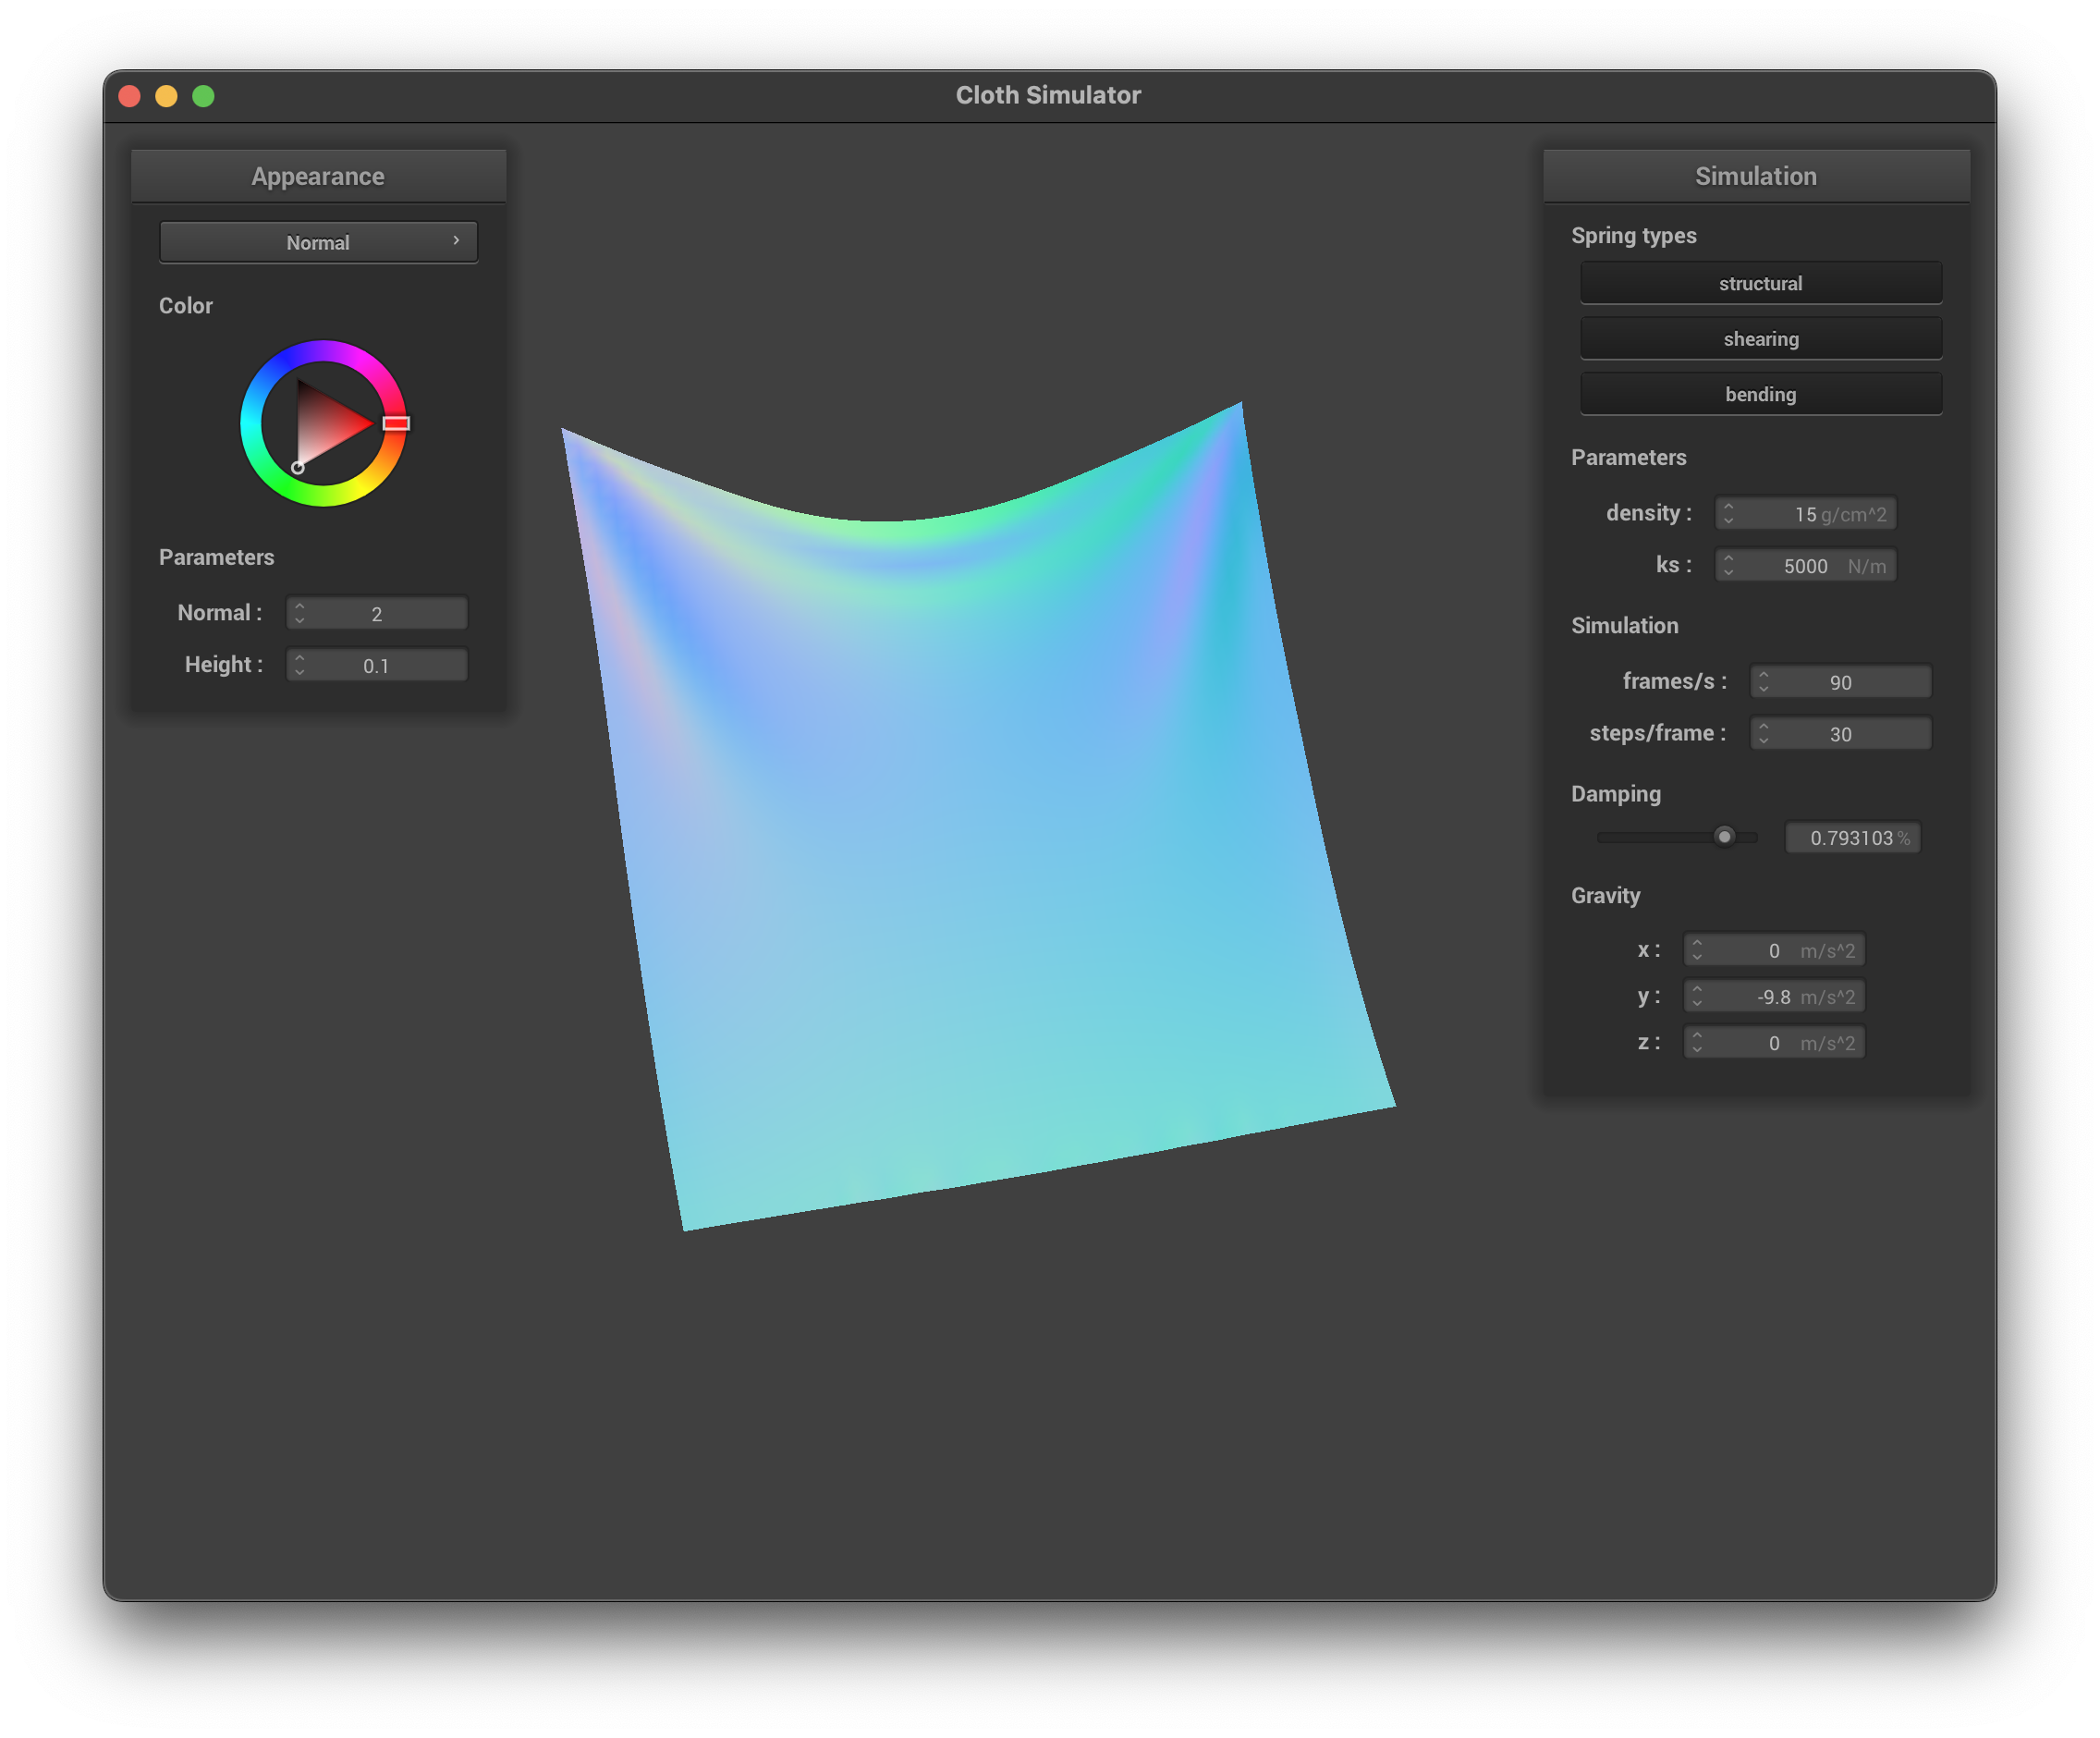 Cloth Simulator
Appearance
Normal
Color
Parameters
Normal : 2
Height : 0.1
Simulation
Spring types
structural
shearing
bending
Parameters
density : 15 g/cm^2
ks : 5000 N/m
Simulation
frames/s : 90
steps/frame : 30
Damping
0.793103 %
Gravity
x : 0 m/s^2
y : -9.8 m/s^2
z : 0 m/s^2